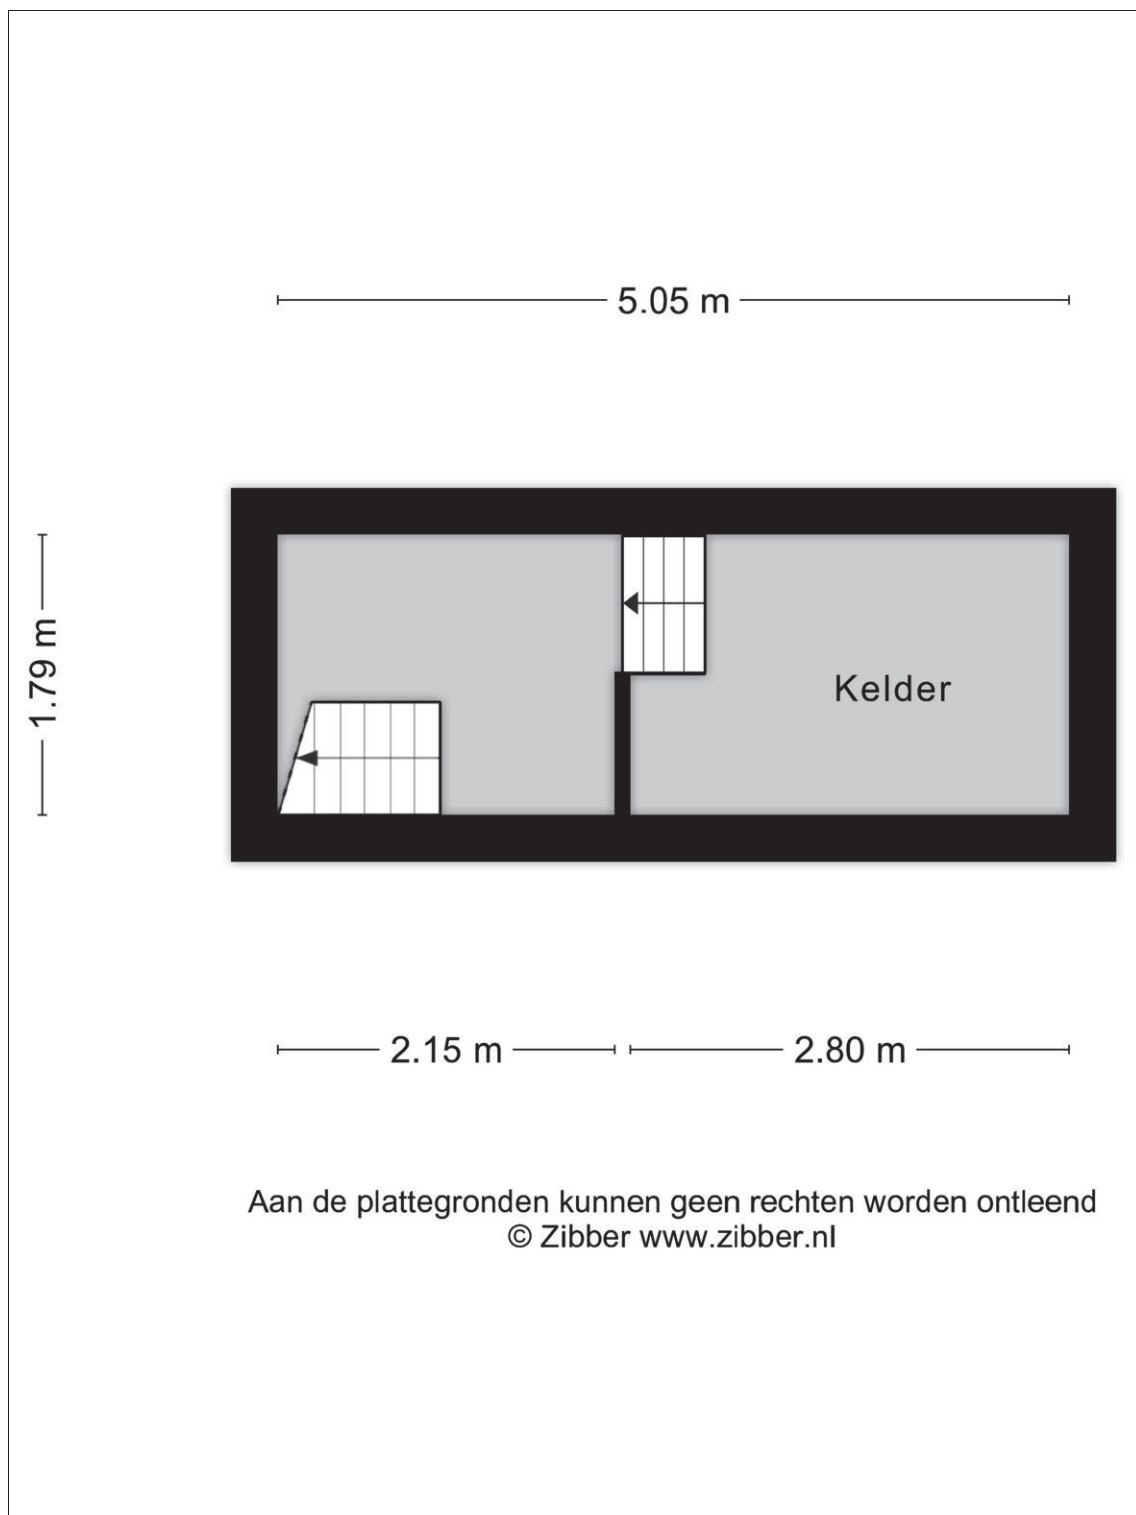 5.05 m
1.79 m
Kelder
2.15 m
2.80 m
Aan de plattegronden kunnen geen rechten worden ontleend
© Zibber www.zibber.nl